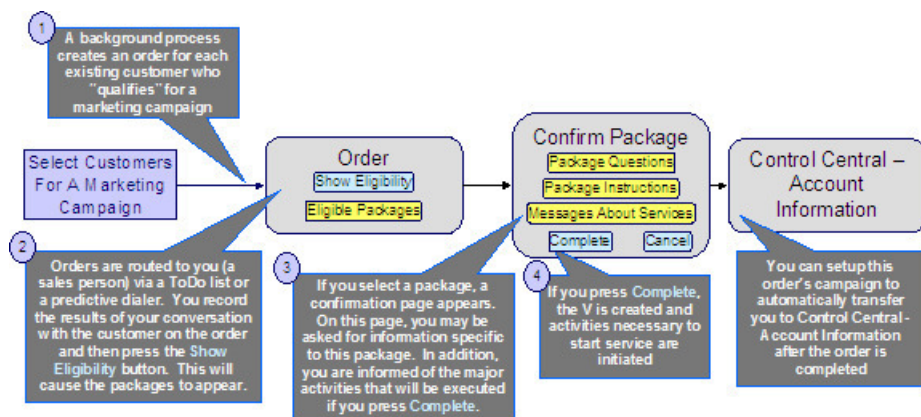 1
A background process
creates an order for each
existing customer who
"qualifies" for a
marketing campaign
Select Customers
For A Marketing
Campaign
Order
Show Eligibility
Eligible Packages
Confirm Package
Package Questions
Package Instructions
Messages About Services
Complete
Cancel
Control Central –
Account
Information
2
Orders are routed to you (a
sales person) via a ToDo list or
a predictive dialer. You record
the results of your conversation
with the customer on the order
and then press the Show
Eligibility button. This will
cause the packages to appear.
3
If you select a package, a
confirmation page appears.
On this page, you may be
asked for information specific
to this package. In addition,
you are informed of the major
activities that will be executed
if you press Complete.
4
If you press Complete,
the V is created and
activities necessary to
start service are
initiated
You can setup this
order's campaign to
automatically transfer
you to Control Central -
Account Information
after the order is
completed